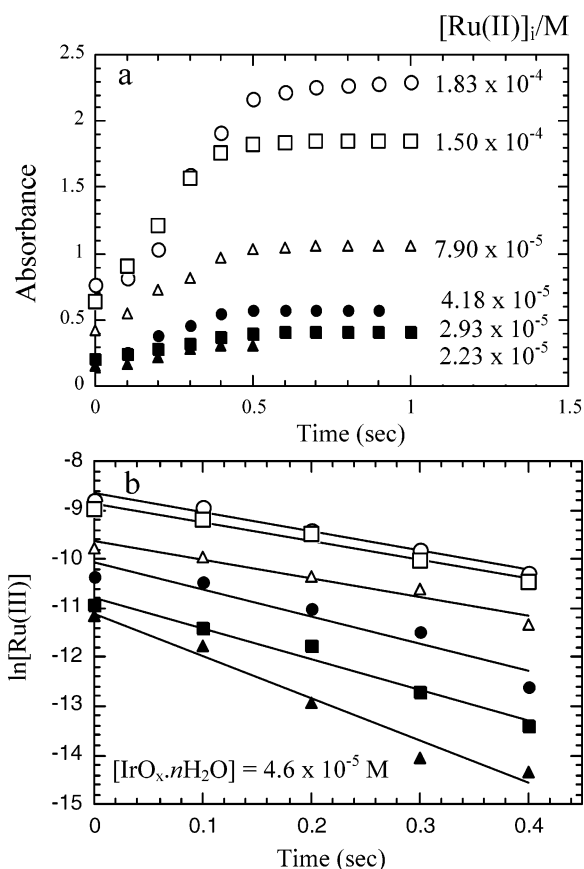 [Ru(II)]i/M
a
2.5
2
1.5
1
0.5
0
Absorbance
1.83 x 10-4
1.50 x 10-4
7.90 x 10-5
4.18 x 10-5
2.93 x 10-5
2.23 x 10-5
0 0.5 1 1.5
Time (sec)
b
-8
-9
-10
-11
-12
-13
-14
-15
ln[Ru(III)]
[IrOx.nH2O] = 4.6 x 10-5 M
0 0.1 0.2 0.3 0.4
Time (sec)